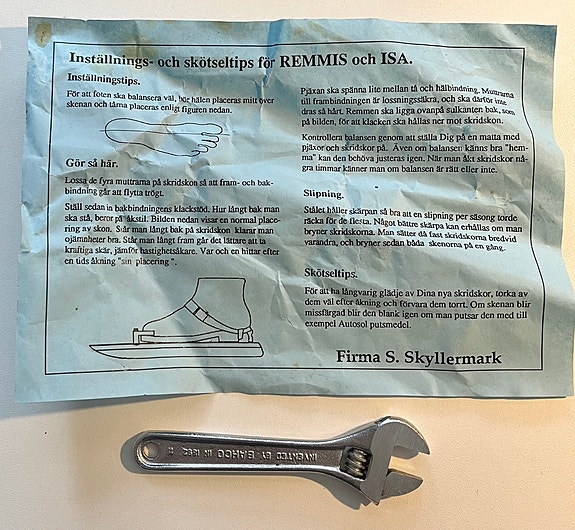 Inställnings- och skötseltips för REMMIS och ISA.
Inställningstips.
För att foten ska balansera väl, bör hälen placeras mitt över
skenan och tårna placeras enligt figuren nedan.
Gör så här.
Lossa de fyra muttrarna på skridskon så att fram- och bak-
bindning går att flytta trögt.
Ställ sedan in bakbindningens klackstöd. Hur långt bak man
ska stå, beror på åkstil. Bilden nedan visar en normal place-
ring av skon. Står man långt bak på skridskon klarar man
ojämnheter bra. Står man långt fram går det lättare att ta
kraftiga skär, jämför hastighetsåkare. Var och en hittar efter
en tids åkning "sin placering".
Pjäxan ska spänna lite mellan tå och hälbindning. Muttrarna
till frambindningen är lossningssäkra, och ska därför inte
dras så hårt. Remmen ska ligga ovanpå sulkanten bak, som
på bilden, för att klacken ska hållas ner mot skridskon.
Kontrollera balansen genom att ställa Dig på en matta med
pjäxor och skridskor på. Även om balansen känns bra "hem-
ma" kan den behöva justeras igen. När man åkt skridskor nå-
gra timmar känner man om balansen är rätt eller inte.
Slipning.
Stålet håller skärpan så bra att en slipning per säsong torde
räcka för de flesta. Något bättre skärpa kan erhållas om man
bryner skridskorna. Man sätter då fast skridskorna bredvid
varandra, och bryner sedan båda skenorna på en gång.
Skötseltips.
För att ha långvarig glädje av Dina nya skridskor, torka av
dem väl efter åkning och förvara dem torrt. Om skenan blir
missfärgad blir den blank igen om man putsar den med till
exempel Autosol putsmedel.
Firma S. Skyllermark
INVENTED BY BAHCO IN 1892